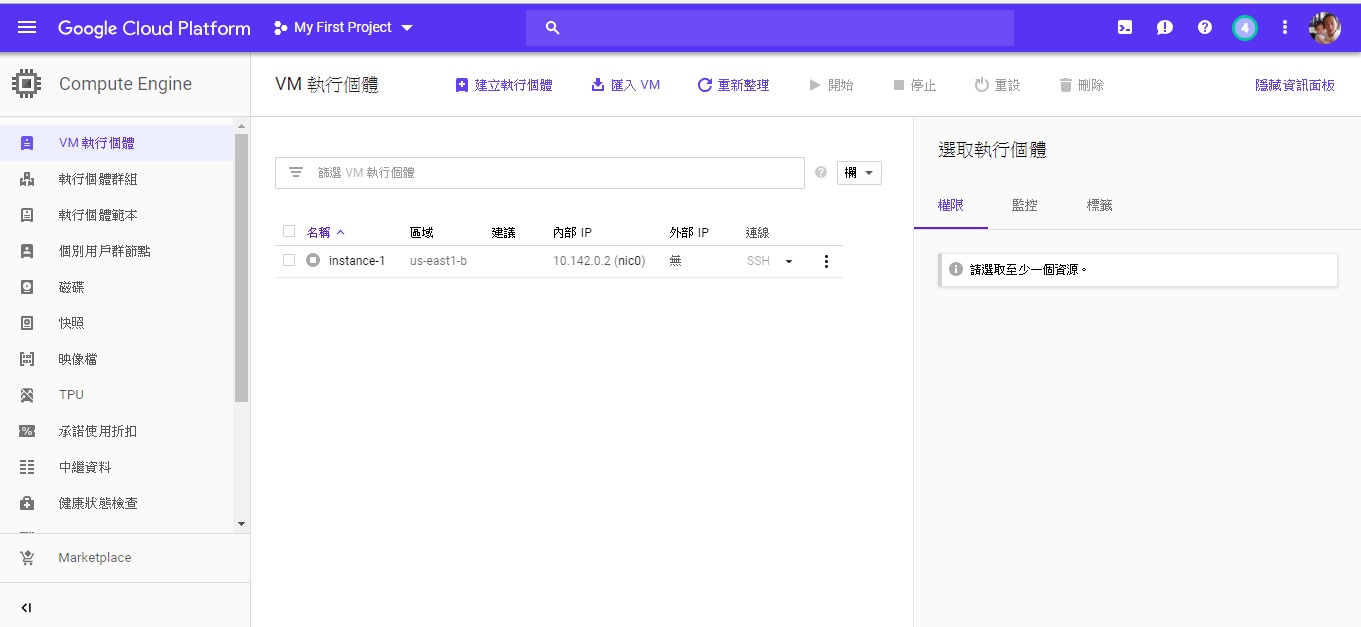 Google Cloud Platform
My First Project
4
Compute Engine
VM 執行個體
建立執行個體
匯入 VM
重新整理
開始
停止
重設
刪除
隱藏資訊面板
VM 執行個體
執行個體群組
執行個體範本
個別用戶群節點
磁碟
快照
映像檔
TPU
承諾使用折扣
中繼資料
健康狀態檢查
Marketplace
篩選 VM 執行個體
欄
名稱 區域 建議 內部 IP 外部 IP 連線
instance-1 us-east1-b 10.142.0.2 (nic0) 無 SSH
選取執行個體
權限 監控 標籤
請選取至少一個資源。